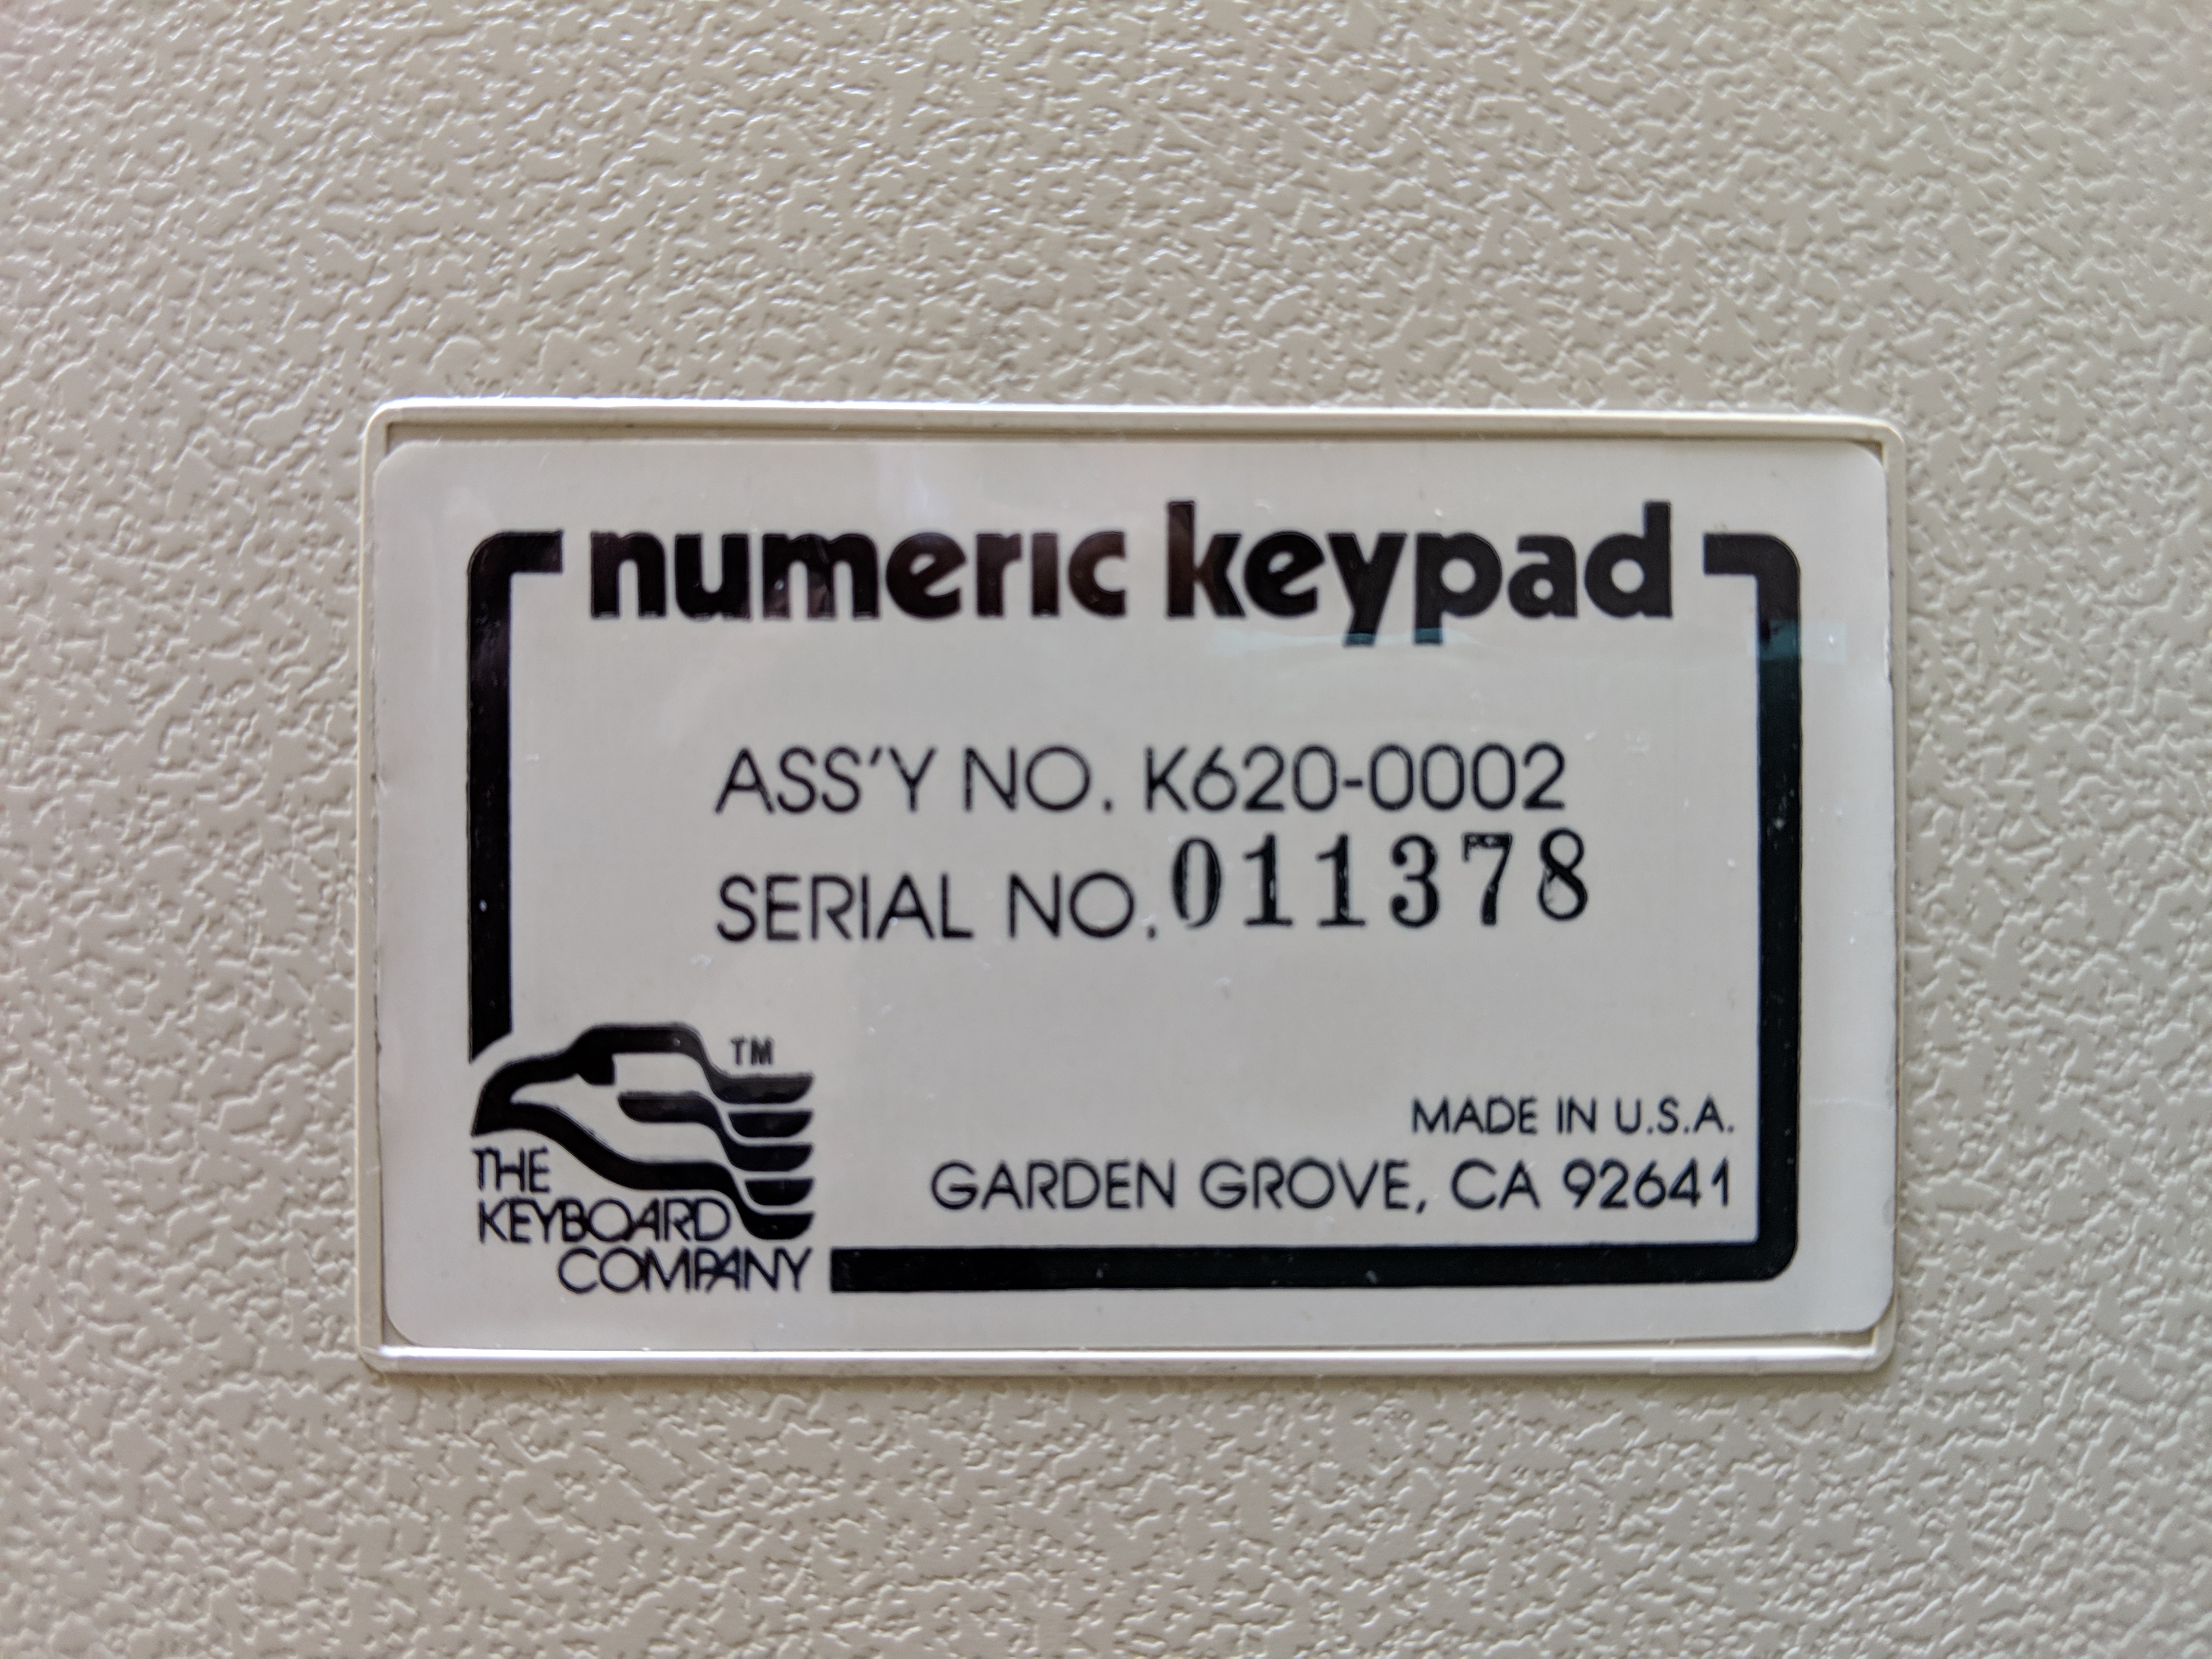 numeric keypad
ASS'Y NO. K620-0002
SERIAL NO. 011378
TM
THE
KEYBOARD
COMPANY
MADE IN U.S.A.
GARDEN GROVE, CA 92641